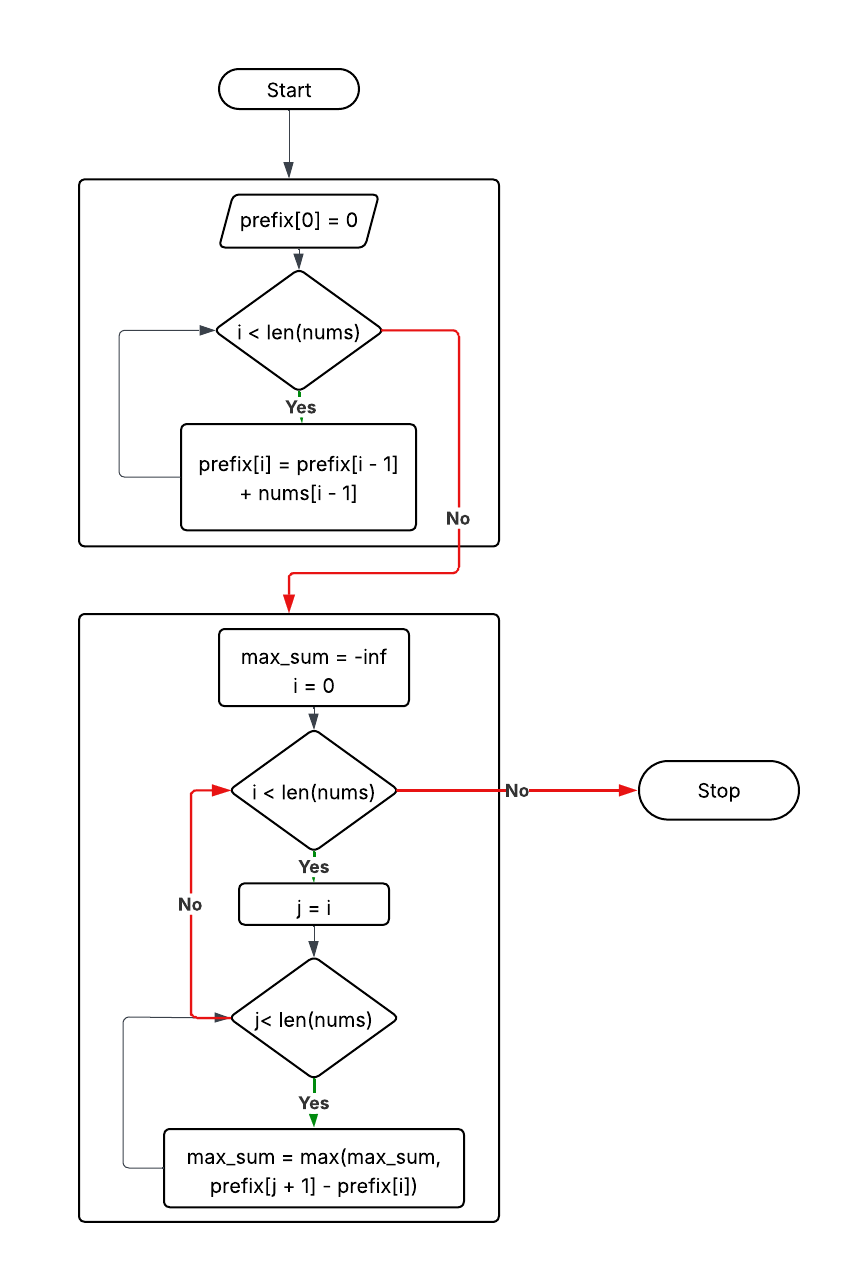 Start
prefix[0] = 0
i < len(nums)
Yes
prefix[i] = prefix[i - 1]
+ nums[i - 1]
No
max_sum = -inf
i = 0
i < len(nums)
No
Stop
Yes
j = i
No
j< len(nums)
Yes
max_sum = max(max_sum,
prefix[j + 1] - prefix[i])